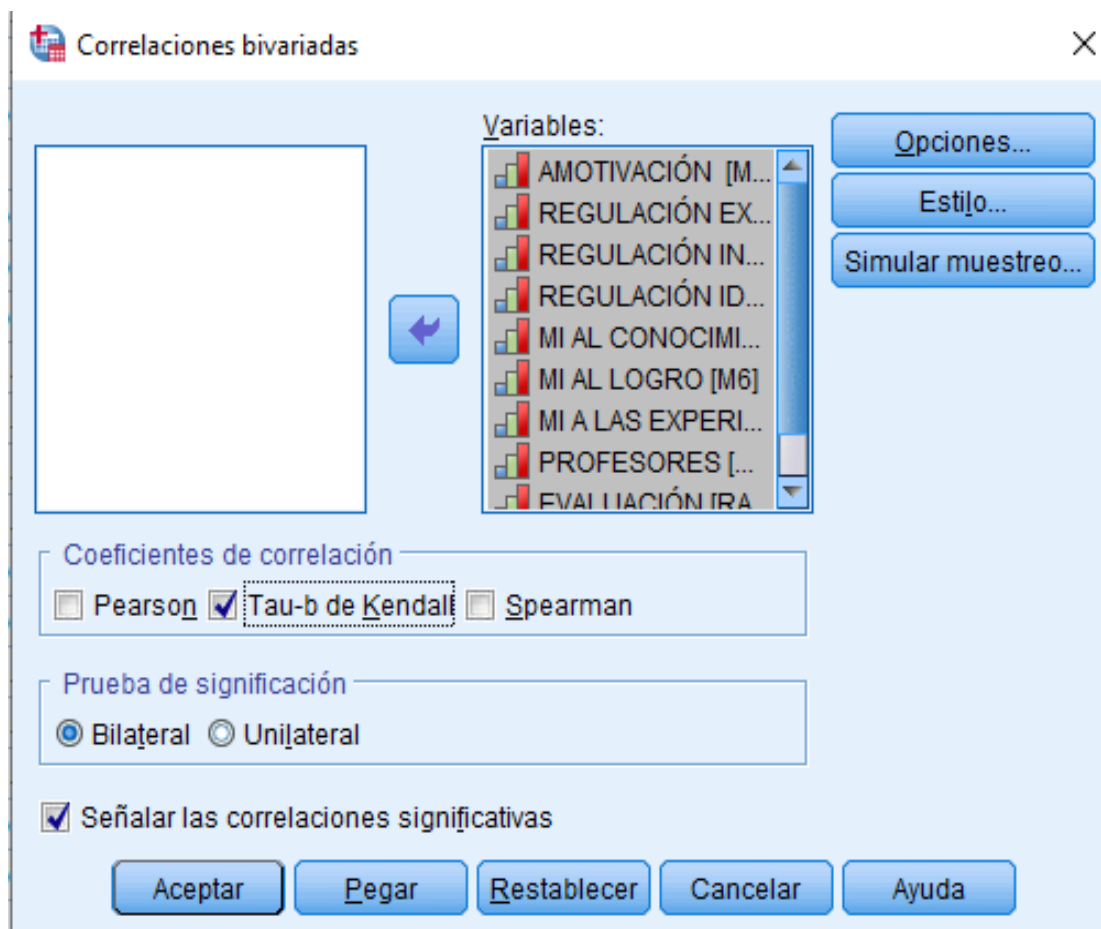 Correlaciones bivariadas
Variables:
AMOTIVACIÓN [M...
REGULACIÓN EX...
REGULACIÓN IN...
REGULACIÓN ID...
MI AL CONOCIMI...
MI AL LOGRO [M6]
MI A LAS EXPERI...
PROFESORES [...
EVALUACIÓN [RA
Opciones...
Estilo...
Simular muestreo...
Coeficientes de correlación
Pearson Tau-b de Kendall Spearman
Prueba de significación
Bilateral Unilateral
Señalar las correlaciones significativas
Aceptar Pegar Restablecer Cancelar Ayuda